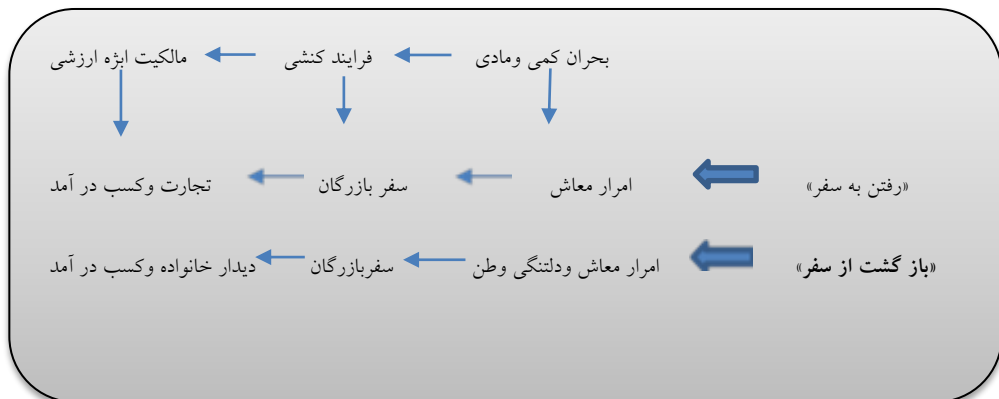 بحران کمی ومادی فرایند کنشی مالکیت ابژه ارزشی
«رفتن به سفر» امرار معاش سفر بازرگان تجارت وکسب در آمد
«باز گشت از سفر» امرار معاش ودلتنگی وطن سفربازرگان دیدار خانواده وکسب در آمد